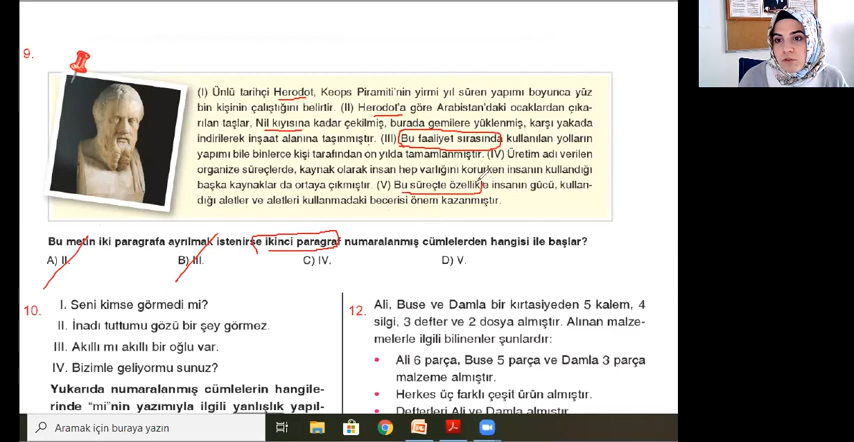 9.
(I) Ünlü tarihçi Herodot, Keops Piramiti'nin yirmi yıl süren yapımı boyunca yüz
bin kişinin çalıştığını belirtir. (II) Herodot'a göre Arabistan'daki ocaklardan çıka-
rılan taşlar, Nil kıyısına kadar çekilmiş, burada gemilere yüklenmiş, karşı yakada
indirilerek inşaat alanına taşınmıştır. (III) Bu faaliyet sırasında kullanılan yolların
yapımı bile binlerce kişi tarafından on yılda tamamlanmıştır. (IV) Üretim adı verilen
organize süreçlerde, kaynak olarak insan hep varlığını korurken insanın kullandığı
başka kaynaklar da ortaya çıkmıştır. (V) Bu süreçte özellikle insanın gücü, kullan-
dığı aletler ve aletleri kullanmadaki becerisi önem kazanmıştır.
Bu metin iki paragrafa ayrılmak istenirse ikinci paragraf numaralanmış cümlelerden hangisi ile başlar?
A) II. B) III. C) IV. D) V.
10.
I. Seni kimse görmedi mi?
II. İnadı tuttumu gözü bir şey görmez.
III. Akıllı mı akıllı bir oğlu var.
IV. Bizimle geliyormu sunuz?
Yukarıda numaralanmış cümlelerin hangile-
rinde "mi"nin yazımıyla ilgili yanlışlık yapıl-
12.
Ali, Buse ve Damla bir kırtasiyeden 5 kalem, 4
silgi, 3 defter ve 2 dosya almıştır. Alınan malze-
melerle ilgili bilinenler şunlardır:
• Ali 6 parça, Buse 5 parça ve Damla 3 parça
malzeme almıştır.
• Herkes üç farklı çeşit ürün almıştır.
• Defterleri Ali ve Damla almıştır.
Aramak için buraya yazın